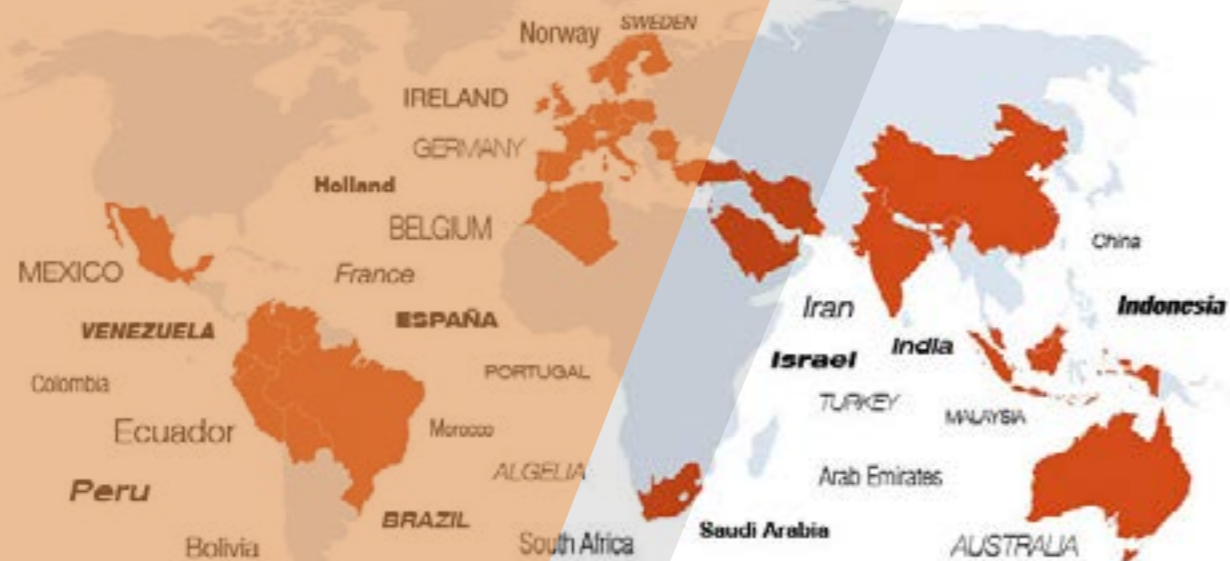 Norway
SWEDEN
IRELAND
GERMANY
Holland
BELGIUM
MEXICO
France
China
VENEZUELA
ESPAÑA
Iran
Indonesia
Israel
India
Colombia
PORTUGAL
TURKEY
MALAYSIA
Ecuador
Morocco
ALGELIA
Arab Emirates
Peru
BRAZIL
Saudi Arabia
Bolivia
South Africa
AUSTRALIA